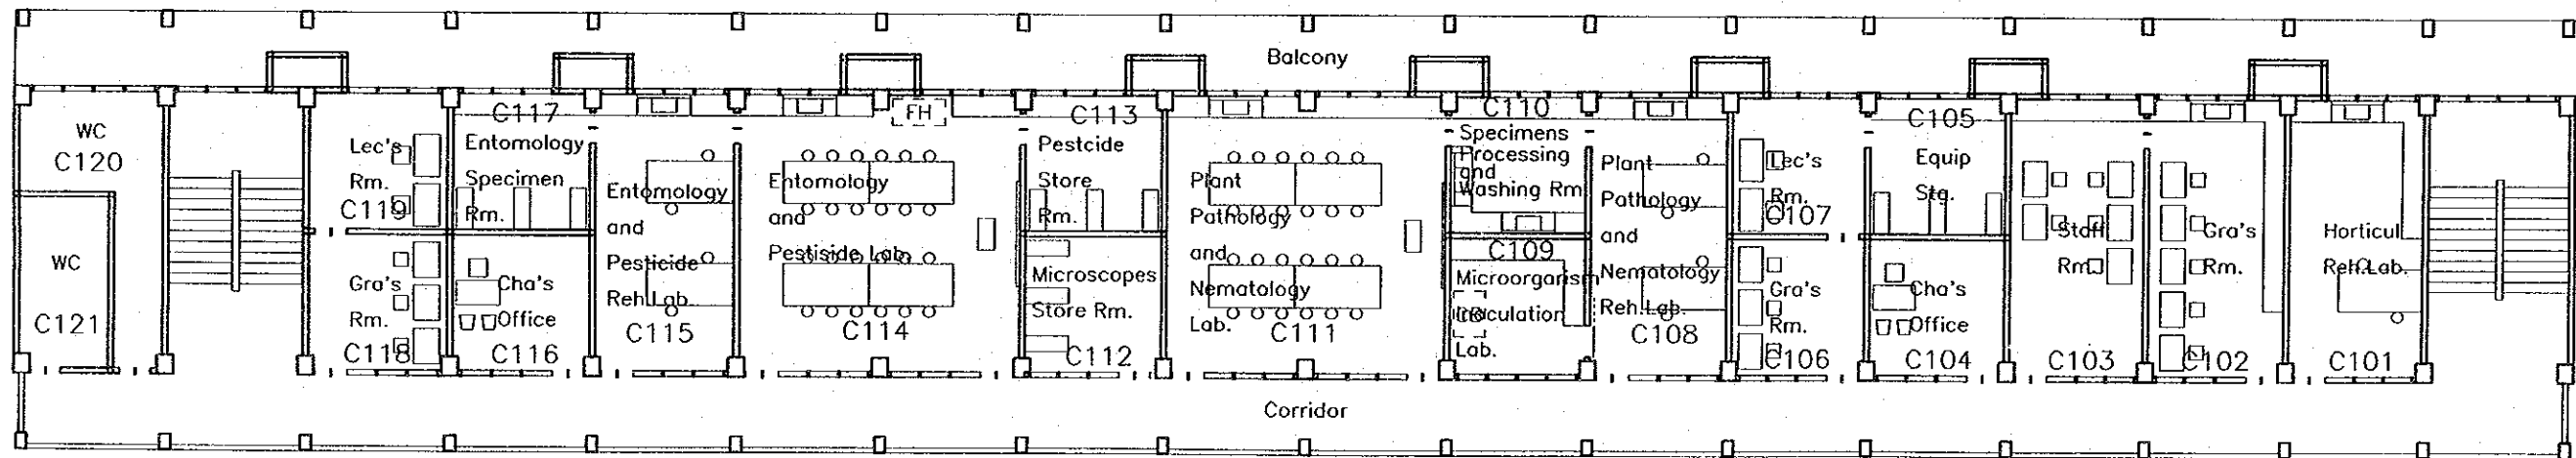 Balcony
WC
C120
WC
C121
Lec's
Rm.
C119
Gra's
Rm.
C118
C117
Entomology
Specimen
Rm.
Cha's
Office
C116
Entomology
and
Pesticide
Reh.Lab.
C115
FH
Entomology
and
Pestiside Lab.
C114
C113
Pestcide
Store
Rm.
Microscopes
Store Rm.
C112
Plant
Pathology
and
Nematology
Lab.
C111
C110
Specimens
Processing
and
Washing Rm.
C109
Microorganism
Inculation
Lab.
Plant
Pathology
and
Nematology
Reh.Lab.
C108
Lec's
Rm.
C107
Gra's
Rm.
C106
C105
Equip
Stg.
Cha's
Office
C104
Staff
Rm.
C103
Gra's
Rm.
C102
Horticul
Reh.Lab.
C101
Corridor